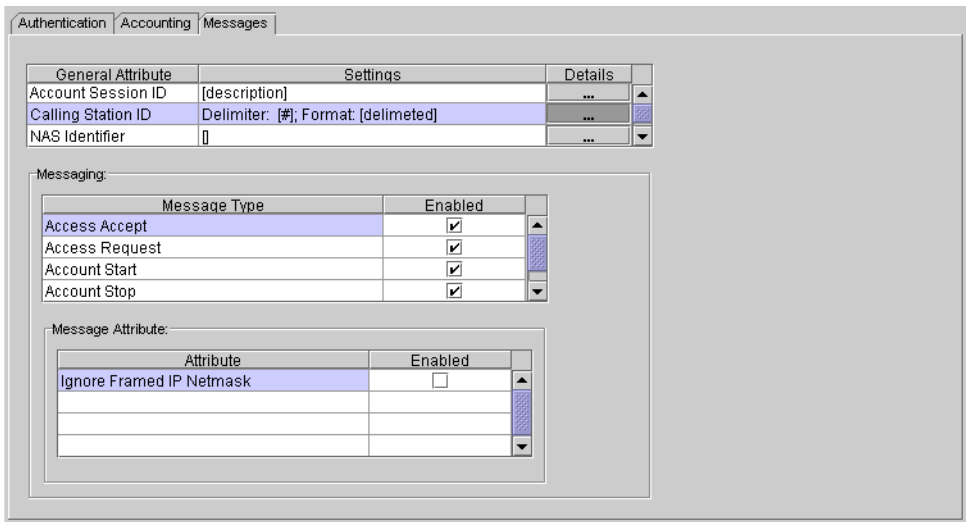 Authentication Accounting Messages
General Attribute Settings Details
Account Session ID [description] ...
Calling Station ID Delimiter: [#]; Format: [delimeted] ...
NAS Identifier [] ...
Messaging:
Message Type Enabled
Access Accept
Access Request
Account Start
Account Stop
Message Attribute:
Attribute Enabled
Ignore Framed IP Netmask